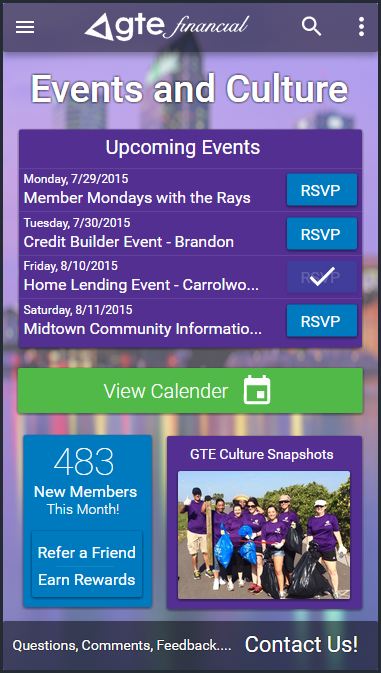 gte financial
Events and Culture
Upcoming Events
Monday, 7/29/2015
Member Mondays with the Rays
RSVP
Tuesday, 7/30/2015
Credit Builder Event - Brandon
RSVP
Friday, 8/10/2015
Home Lending Event - Carrolwo...
RSVP
Saturday, 8/11/2015
Midtown Community Informatio...
RSVP
View Calender
483
New Members
This Month!
Refer a Friend
Earn Rewards
GTE Culture Snapshots
Questions, Comments, Feedback.... Contact Us!